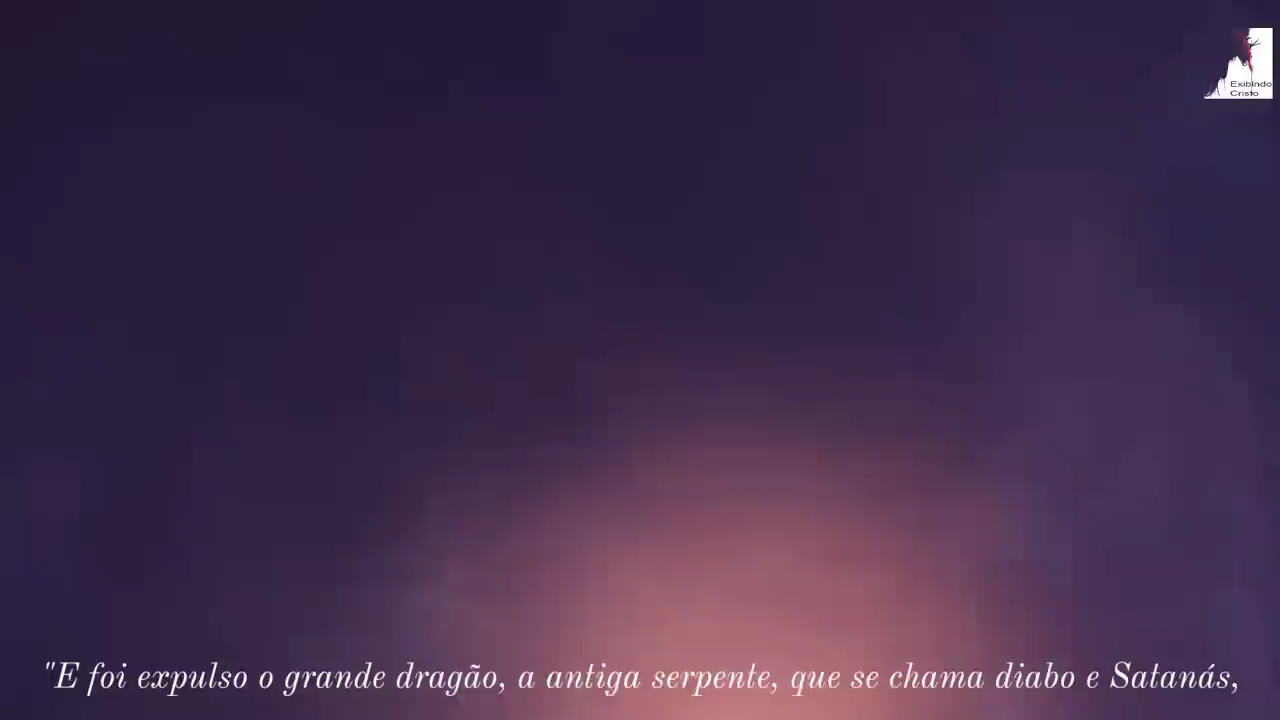 Exibindo
Cristo
"E foi expulso o grande dragão, a antiga serpente, que se chama diabo e Satanás,